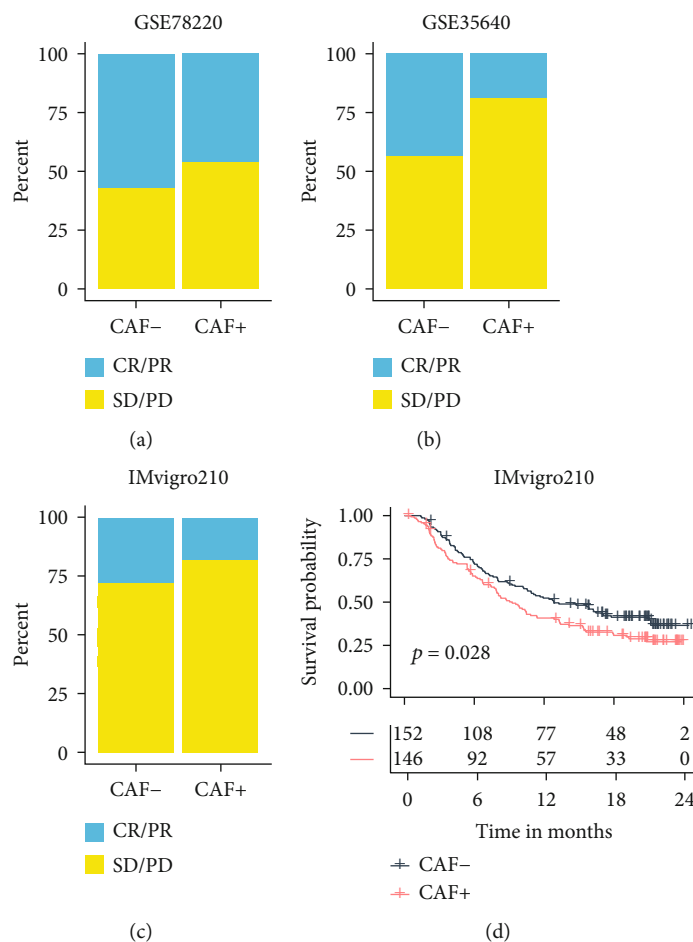 GSE78220
Percent
100
75
50
25
0
CAF− CAF+
CR/PR
SD/PD
(a)
GSE35640
Percent
100
75
50
25
0
CAF− CAF+
CR/PR
SD/PD
(b)
IMvigro210
Percent
100
75
50
25
0
CAF− CAF+
CR/PR
SD/PD
(c)
IMvigro210
Survival probability
1.00
0.75
0.50
0.25
0.00
p = 0.028
152 108 77 48 2
146 92 57 33 0
0 6 12 18 24
Time in months
CAF−
CAF+
(d)